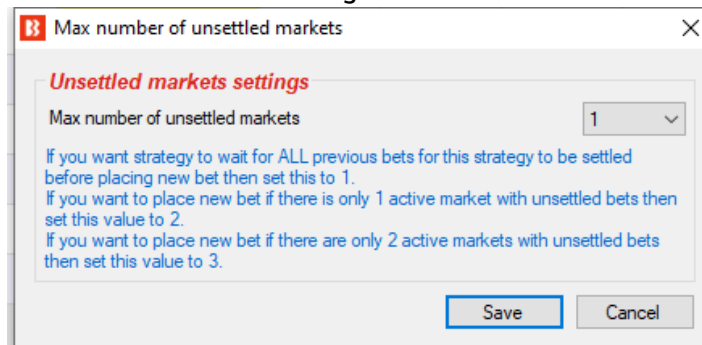 Max number of unsettled markets
Unsettled markets settings
Max number of unsettled markets 1
If you want strategy to wait for ALL previous bets for this strategy to be settled
before placing new bet then set this to 1.
If you want to place new bet if there is only 1 active market with unsettled bets then
set this value to 2.
If you want to place new bet if there are only 2 active markets with unsettled bets
then set this value to 3.
Save Cancel